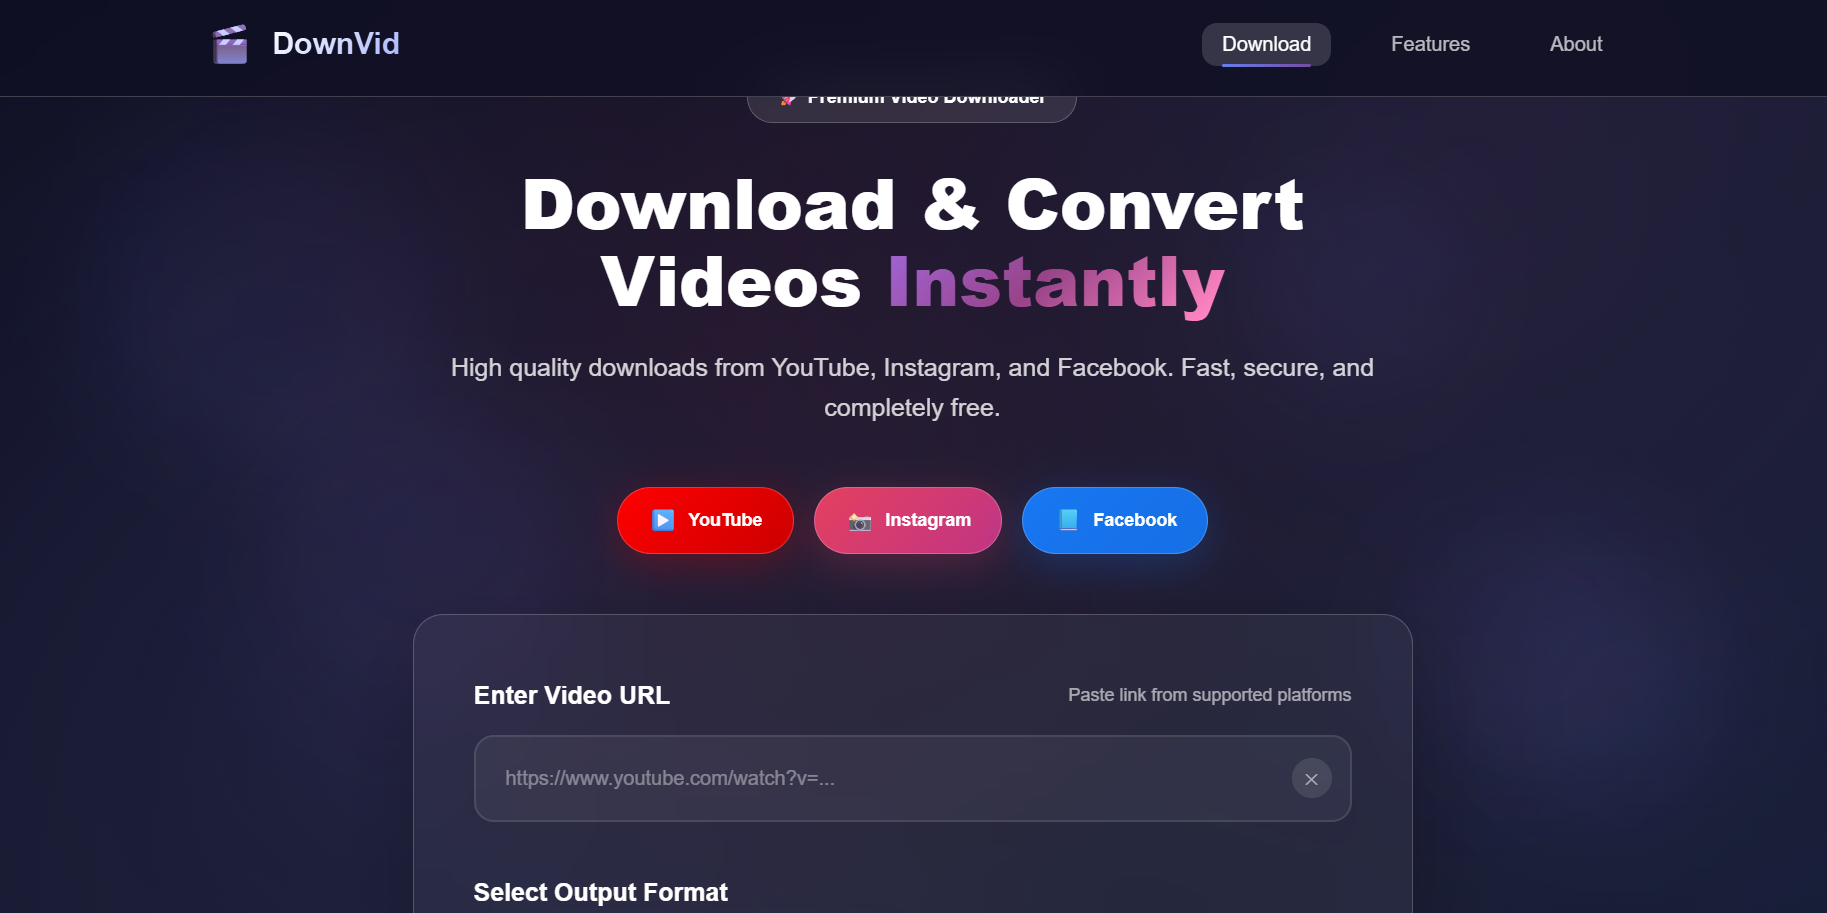 DownVid
Download
Features
About
Premium Video Downloader
Download & Convert
Videos Instantly
High quality downloads from YouTube, Instagram, and Facebook. Fast, secure, and
completely free.
YouTube
Instagram
Facebook
Enter Video URL
Paste link from supported platforms
https://www.youtube.com/watch?v=...
Select Output Format